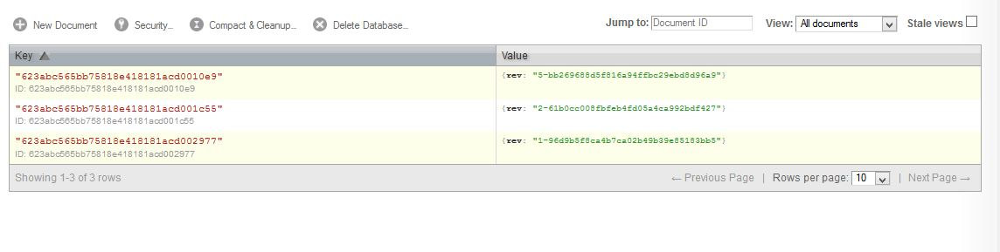 New Document Security... Compact & Cleanup... Delete Database... Jump to: Document ID View: All documents Stale views
Key Value
"623abc565bb75818e418181acd0010e9" {rev: "5-bb269688d5f816a94ffbc29ebd8d96a9"}
ID: 623abc565bb75818e418181acd0010e9
"623abc565bb75818e418181acd001c55" {rev: "2-61b0cc008fbfeb4fd05a4ca992bdf427"}
ID: 623abc565bb75818e418181acd001c55
"623abc565bb75818e418181acd002977" {rev: "1-96d9b5f8ca4b7ca02b49b39e85183bb5"}
ID: 623abc565bb75818e418181acd002977
Showing 1-3 of 3 rows ← Previous Page | Rows per page: 10 | Next Page →